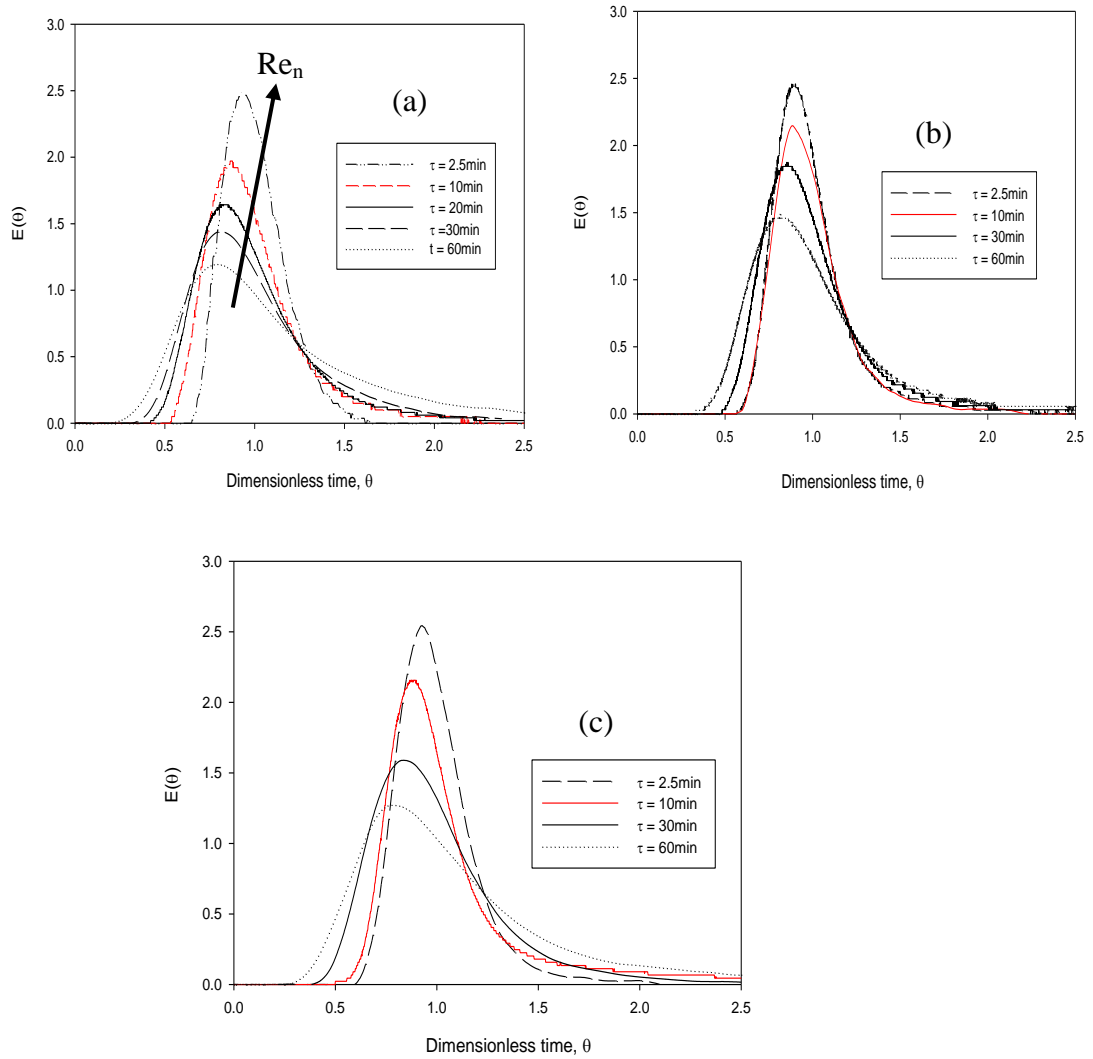 3.0
2.5
2.0
1.5
1.0
0.5
0.0
E(θ)
Re_n
(a)
τ = 2.5min
τ = 10min
τ = 20min
τ =30min
t = 60min
0.0 0.5 1.0 1.5 2.0 2.5
Dimensionless time, θ
3.0
2.5
2.0
1.5
1.0
0.5
0.0
E(θ)
(b)
τ = 2.5min
τ = 10min
τ = 30min
τ = 60min
0.0 0.5 1.0 1.5 2.0 2.5
Dimensionless time, θ
3.0
2.5
2.0
1.5
1.0
0.5
0.0
E(θ)
(c)
τ = 2.5min
τ = 10min
τ = 30min
τ = 60min
0.0 0.5 1.0 1.5 2.0 2.5
Dimensionless time, θ